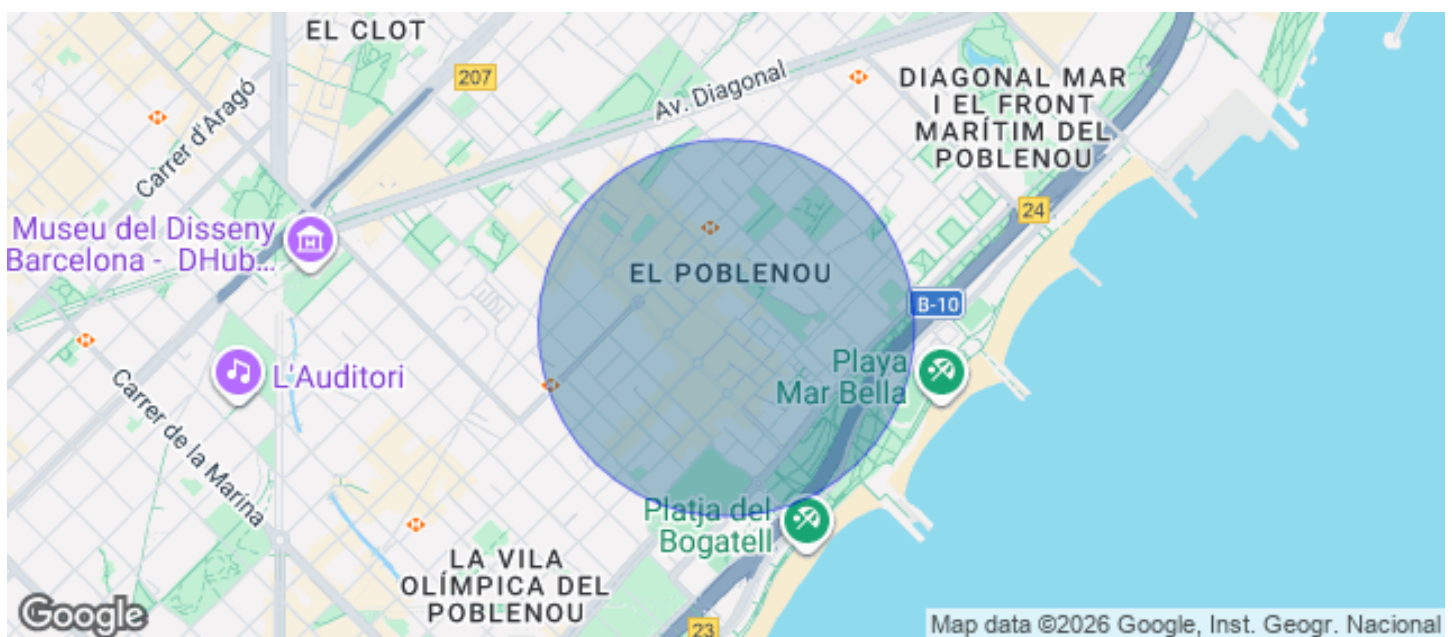 EL CLOT
207
Av. Diagonal
DIAGONAL MAR
I EL FRONT
MARÍTIM DEL
POBLENOU
Carrer d'Aragó
24
Museu del Disseny
Barcelona - DHub...
EL POBLENOU
B-10
Playa
Mar Bella
L'Auditori
Carrer de la Marina
Platja del
Bogatell
LA VILA
OLÍMPICA DEL
POBLENOU
23
Google
Map data ©2026 Google, Inst. Geogr. Nacional